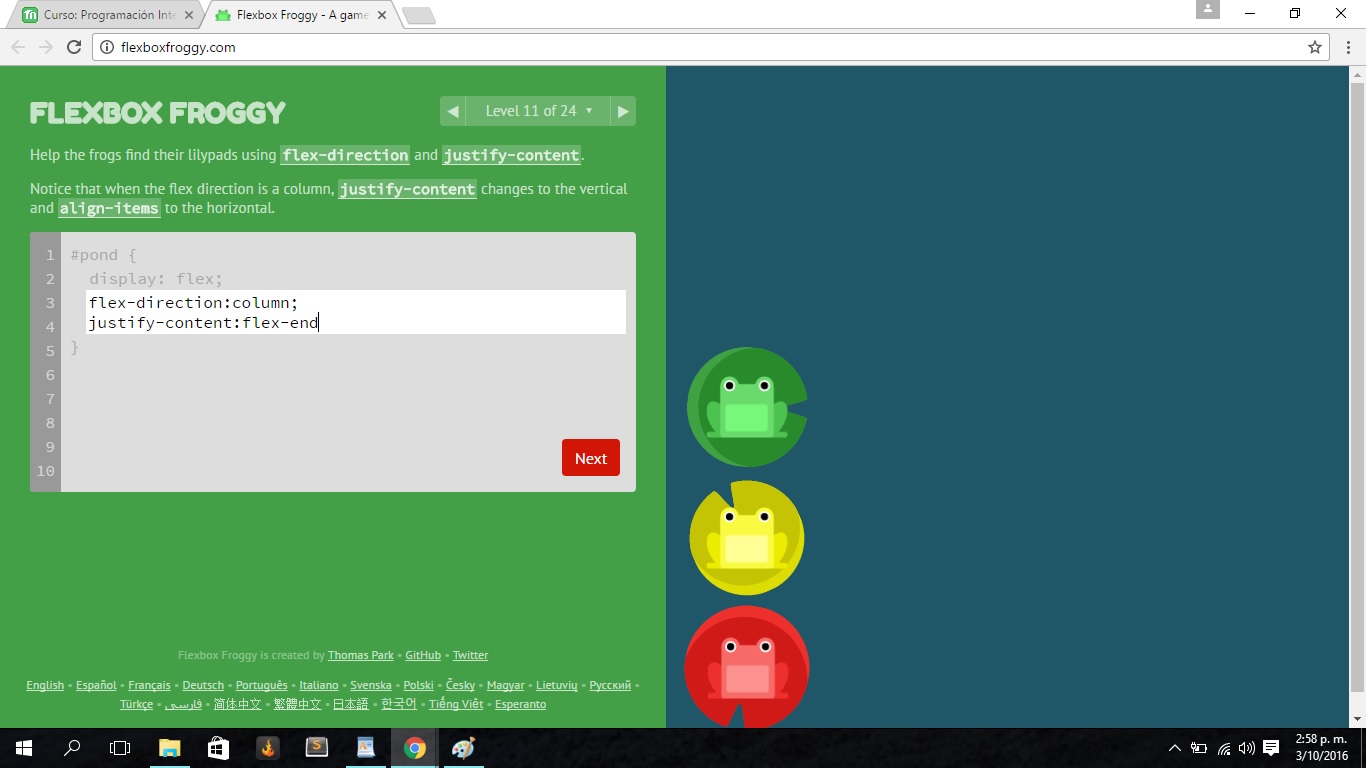 Curso: Programación Inte
Flexbox Froggy - A game
flexboxfroggy.com
FLEXBOX FROGGY
Level 11 of 24
Help the frogs find their lilypads using flex-direction and justify-content.
Notice that when the flex direction is a column, justify-content changes to the vertical
and align-items to the horizontal.
1 #pond {
2 display: flex;
3 flex-direction:column;
4 justify-content:flex-end
5 }
6
7
8
9
10
Next
Flexbox Froggy is created by Thomas Park • GitHub • Twitter
English • Español • Français • Deutsch • Português • Italiano • Svenska • Polski • Česky • Magyar • Lietuvių • Русский •
Türkçe • فارسی • 简体中文 • 繁體中文 • 日本語 • 한국어 • Tiếng Việt • Esperanto
2:58 p. m.
3/10/2016